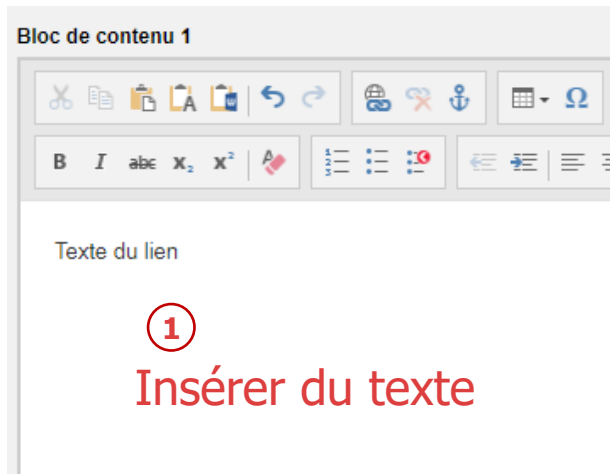 Bloc de contenu 1
B I abc x₂ x²
Texte du lien
1
Insérer du texte